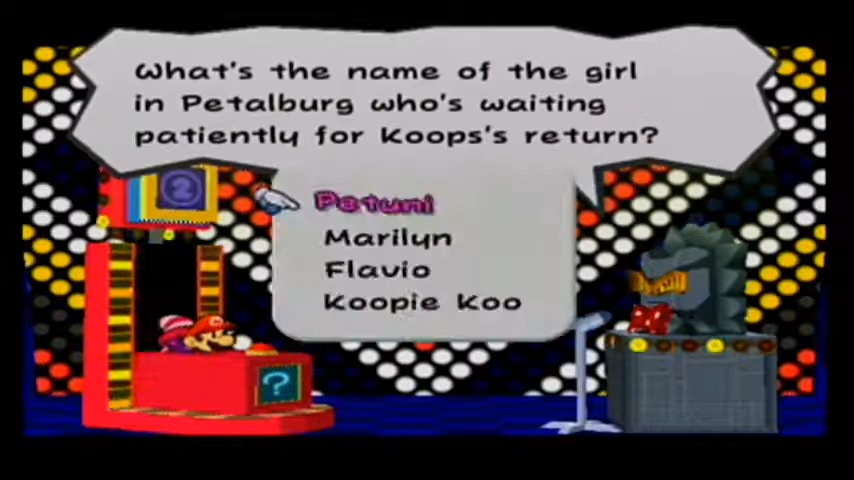 What's the name of the girl
in Petalburg who's waiting
patiently for Koops's return?
Petuni
Marilyn
Flavio
Koopie Koo
2
?